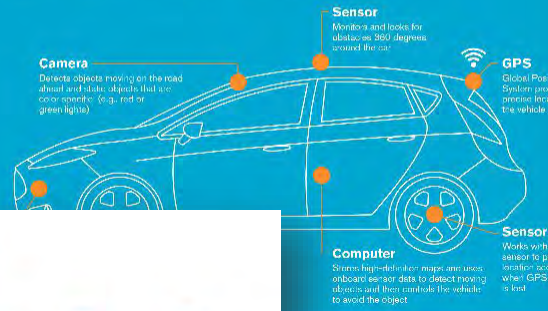 Sensor
Monitors and looks for
obstacles 360 degrees
around the car
Camera
Detects objects moving on the road
ahead and static objects that are
color specific (e.g., red or
green lights)
GPS
Global Pos
System pro
precise loc
the vehicle
Sensor
Works with
sensor to p
location acc
when GPS
is lost
Computer
Stores high-definition maps and uses
onboard sensor data to detect moving
objects and then controls the vehicle
to avoid the object